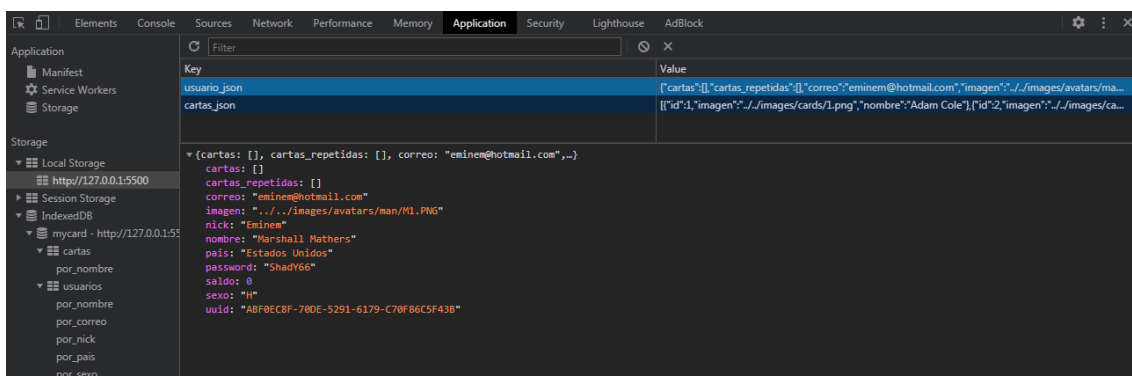 Elements Console Sources Network Performance Memory Application Security Lighthouse AdBlock
Application
Manifest
Service Workers
Storage
Storage
Local Storage
http://127.0.0.1:5500
Session Storage
IndexedDB
mycard - http://127.0.0.1:55
cartas
por_nombre
usuarios
por_nombre
por_correo
por_nick
por_pais
por_sexo
Filter
Key Value
usuario_json {"cartas":[],"cartas_repetidas":[],"correo":"eminem@hotmail.com","imagen":"../../images/avatars/ma...
cartas_json [{"id":1,"imagen":"../../images/cards/1.png","nombre":"Adam Cole"},{"id":2,"imagen":"../../images/ca...
{cartas: [], cartas_repetidas: [], correo: "eminem@hotmail.com",…}
cartas: []
cartas_repetidas: []
correo: "eminem@hotmail.com"
imagen: "../../images/avatars/man/M1.PNG"
nick: "Eminem"
nombre: "Marshall Mathers"
pais: "Estados Unidos"
password: "ShadY66"
saldo: 0
sexo: "H"
uuid: "ABF0EC8F-70DE-5291-6179-C70F86C5F43B"